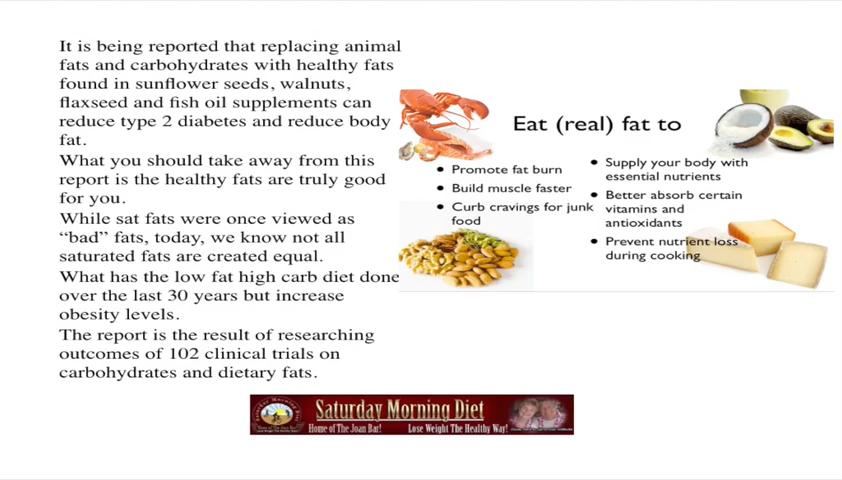 It is being reported that replacing animal
fats and carbohydrates with healthy fats
found in sunflower seeds, walnuts,
flaxseed and fish oil supplements can
reduce type 2 diabetes and reduce body
fat.
What you should take away from this
report is the healthy fats are truly good
for you.
While sat fats were once viewed as
“bad” fats, today, we know not all
saturated fats are created equal.
What has the low fat high carb diet done
over the last 30 years but increase
obesity levels.
The report is the result of researching
outcomes of 102 clinical trials on
carbohydrates and dietary fats.
Eat (real) fat to
• Promote fat burn
• Build muscle faster
• Curb cravings for junk
food
• Supply your body with
essential nutrients
• Better absorb certain
vitamins and
antioxidants
• Prevent nutrient loss
during cooking
Saturday Morning Diet
Home of The Joan Bar! Lose Weight The Healthy Way!